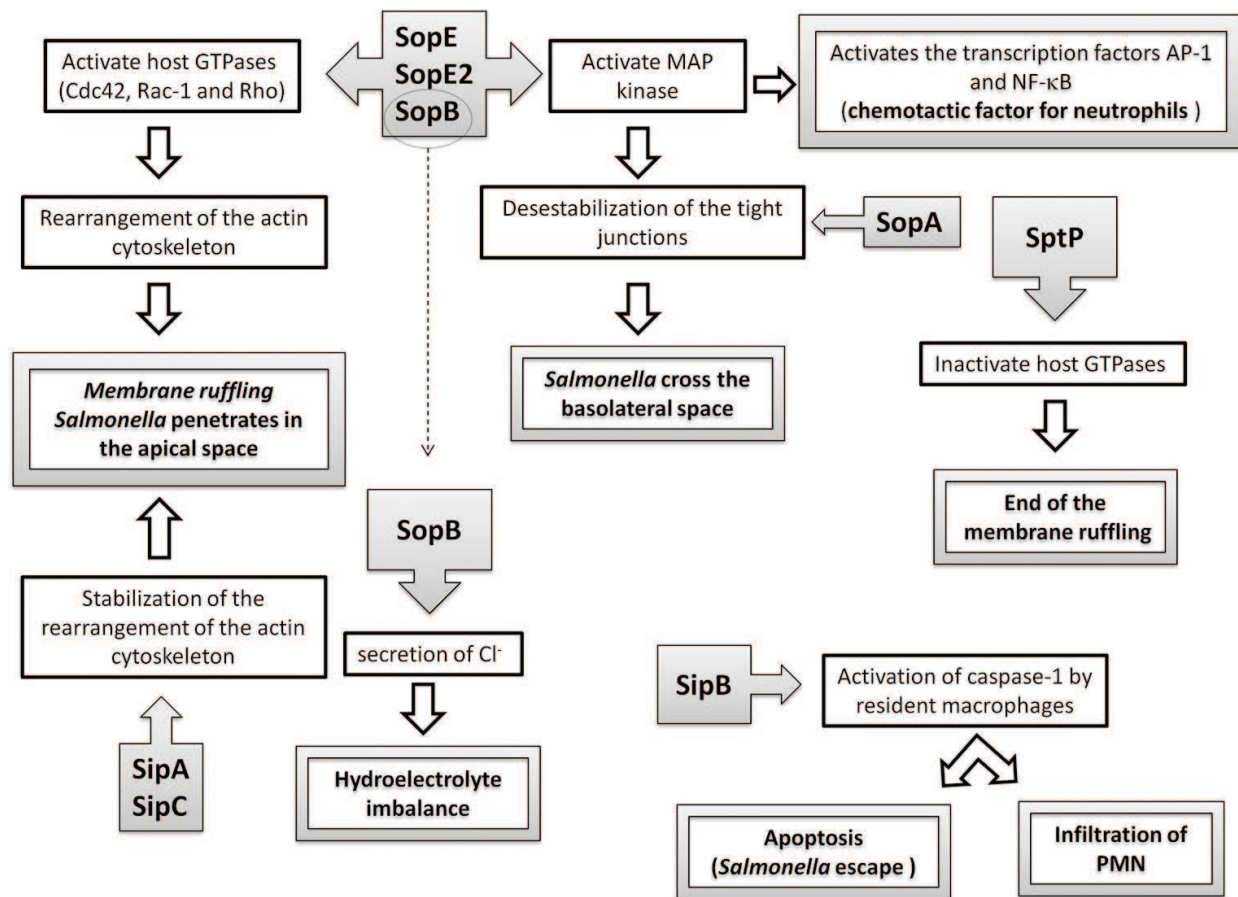 Activate host GTPases
(Cdc42, Rac-1 and Rho)
SopE
SopE2
SopB
Activate MAP
kinase
Activates the transcription factors AP-1
and NF-κB
(chemotactic factor for neutrophils )
Rearrangement of the actin
cytoskeleton
Desestabilization of the tight
junctions
SopA
SptP
Membrane ruffling
Salmonella penetrates in
the apical space
Salmonella cross the
basolateral space
Inactivate host GTPases
End of the
membrane ruffling
SopB
Stabilization of the
rearrangement of the actin
cytoskeleton
secretion of Cl⁻
SipB
Activation of caspase-1 by
resident macrophages
SipA
SipC
Hydroelectrolyte
imbalance
Apoptosis
(Salmonella escape )
Infiltration of
PMN